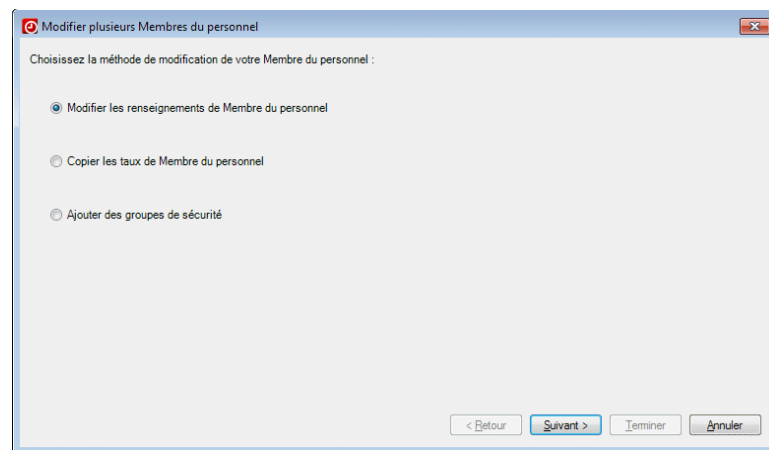 Modifier plusieurs Membres du personnel
Choisissez la méthode de modification de votre Membre du personnel :
Modifier les renseignements de Membre du personnel
Copier les taux de Membre du personnel
Ajouter des groupes de sécurité
< Retour Suivant > Terminer Annuler